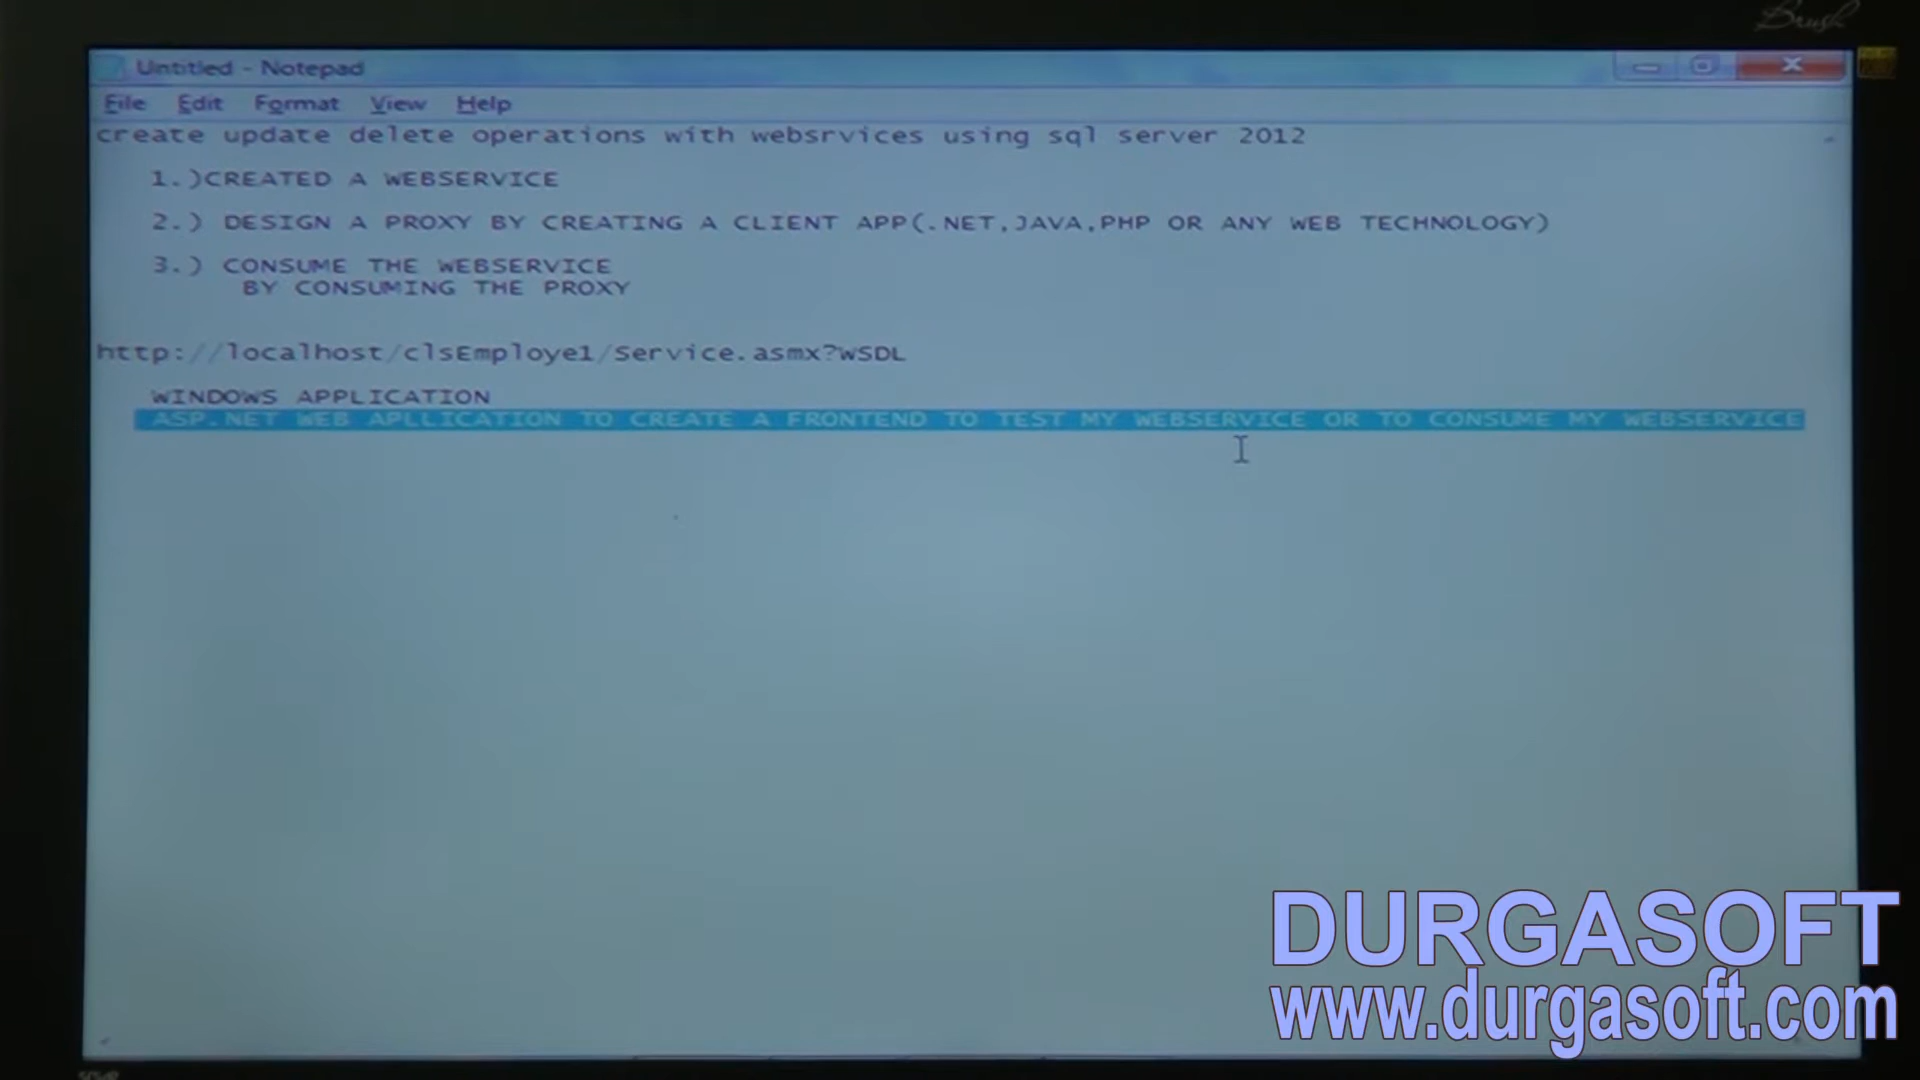 Brush
Untitled - Notepad
File Edit Format View Help
create update delete operations with websrvices using sql server 2012
1.)CREATED A WEBSERVICE
2.) DESIGN A PROXY BY CREATING A CLIENT APP(.NET,JAVA,PHP OR ANY WEB TECHNOLOGY)
3.) CONSUME THE WEBSERVICE
BY CONSUMING THE PROXY
http://localhost/clsEmploye1/Service.asmx?WSDL
WINDOWS APPLICATION
ASP.NET WEB APLLICATION TO CREATE A FRONTEND TO TEST MY WEBSERVICE OR TO CONSUME MY WEBSERVICE
DURGASOFT
www.durgasoft.com